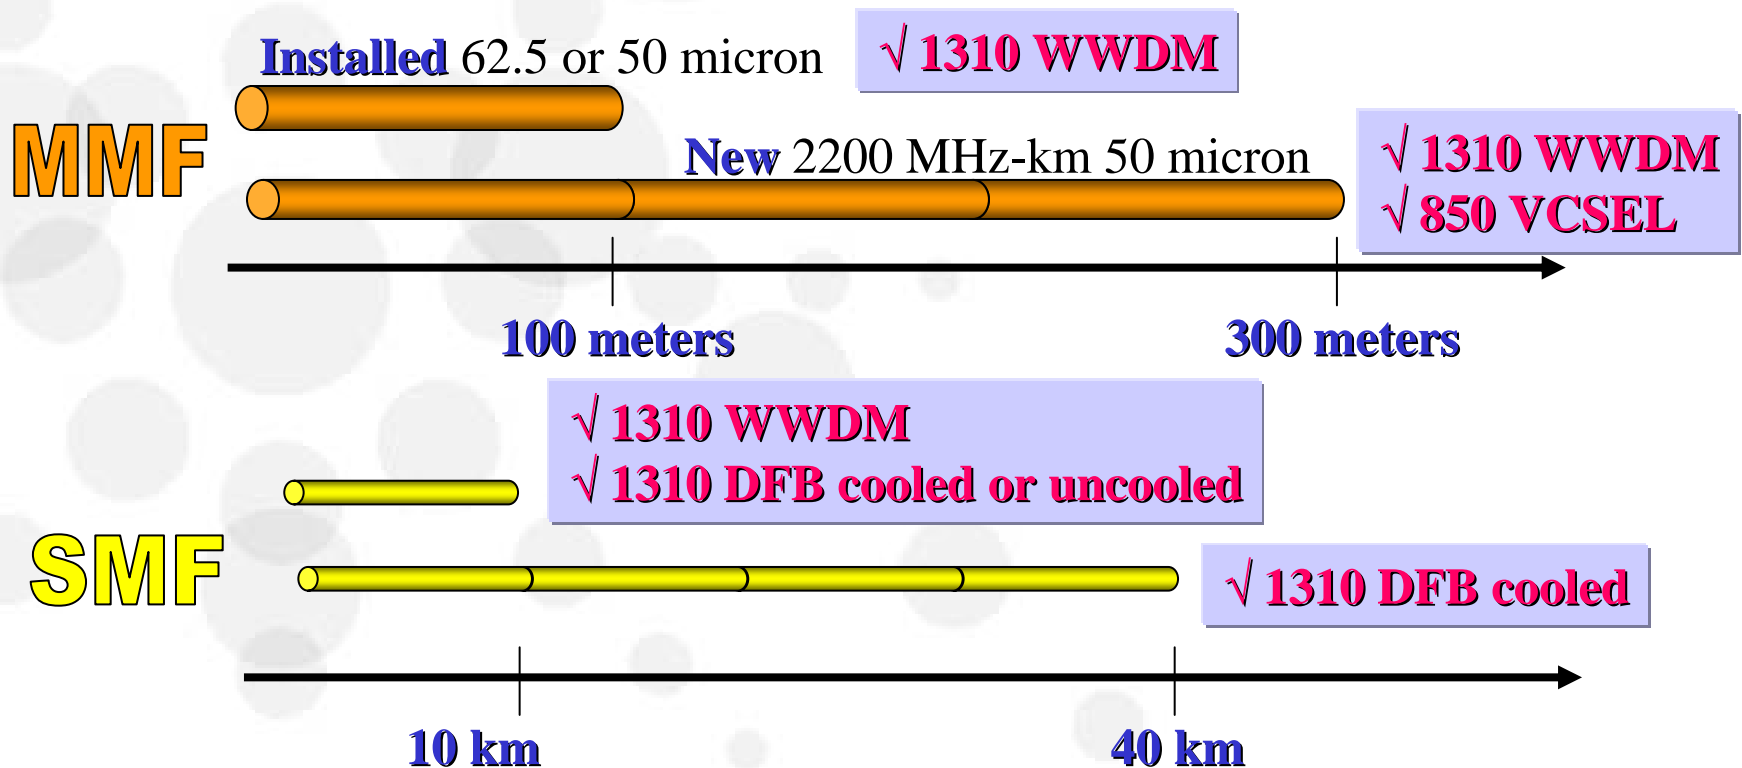 Installed 62.5 or 50 micron
√ 1310 WWDM
MMF
New 2200 MHz-km 50 micron
√ 1310 WWDM
√ 850 VCSEL
100 meters
300 meters
√ 1310 WWDM
√ 1310 DFB cooled or uncooled
SMF
√ 1310 DFB cooled
10 km
40 km